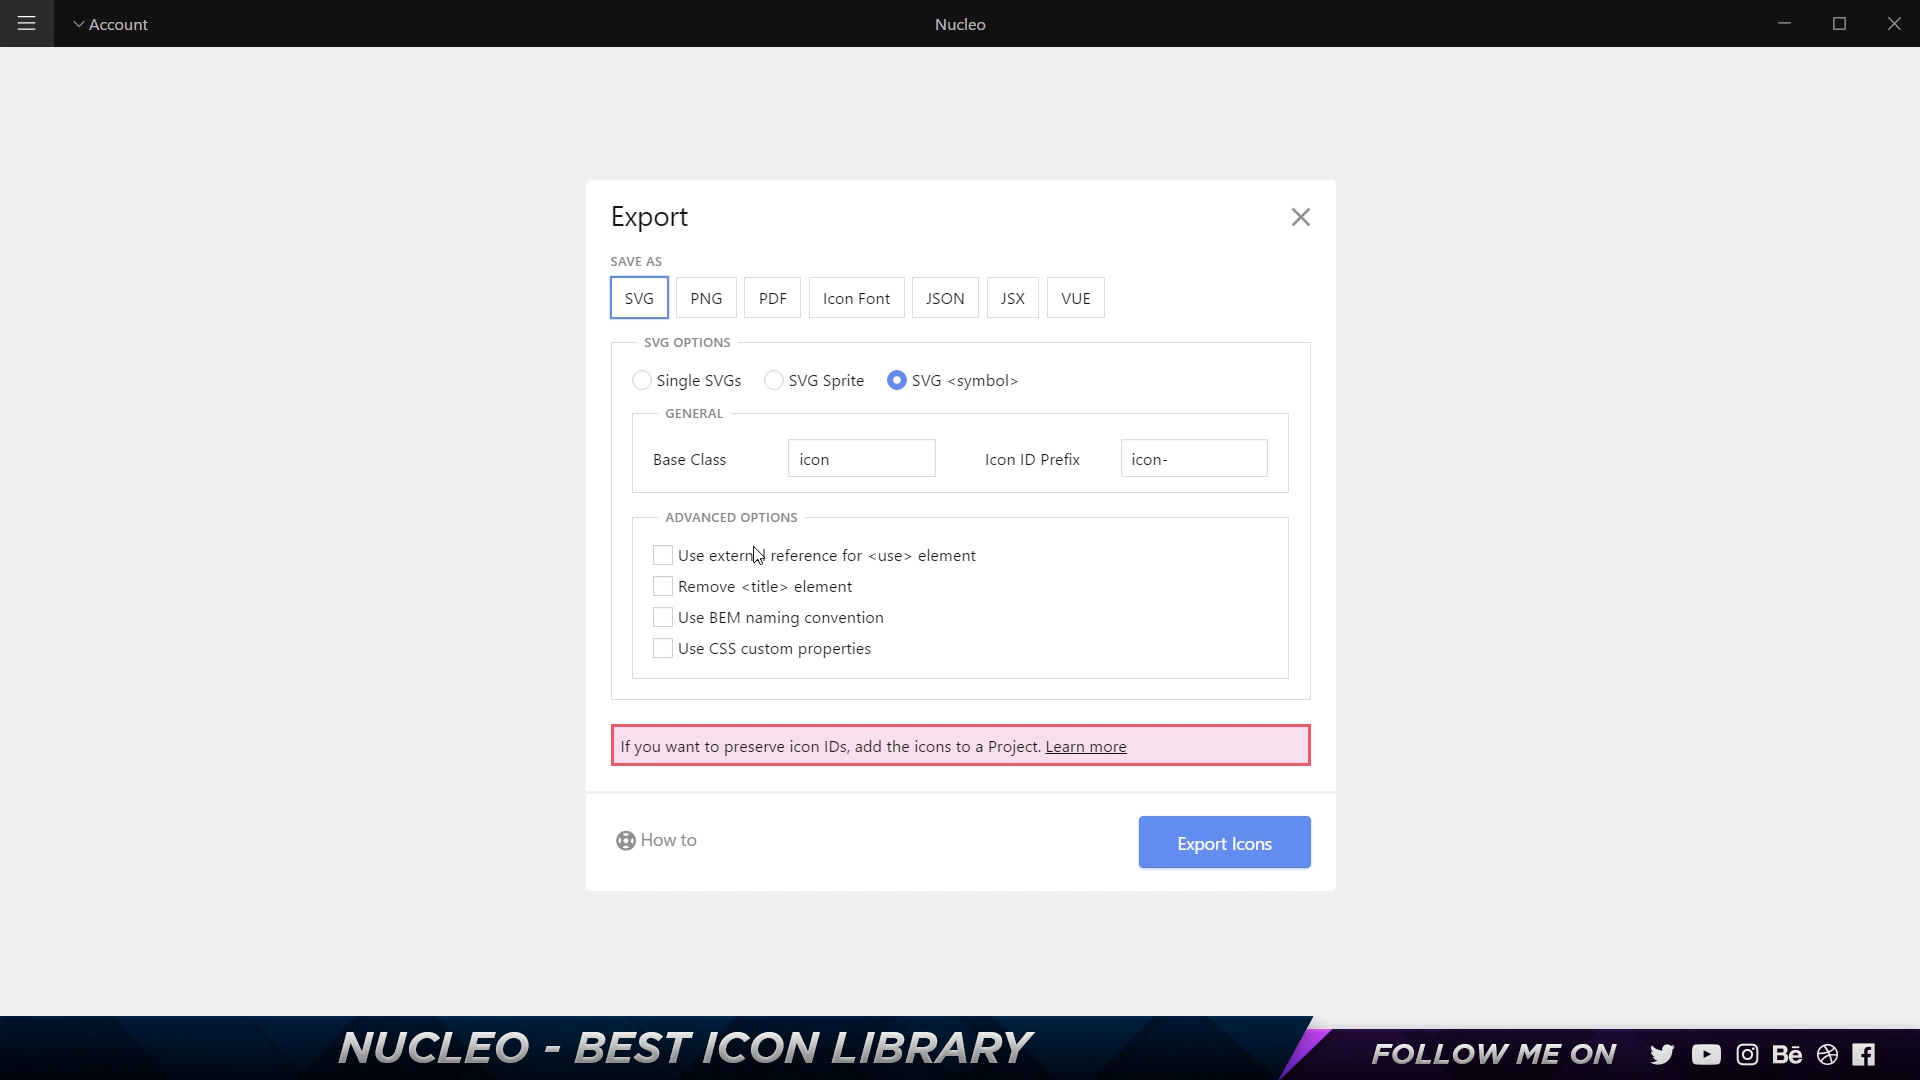 Account
Nucleo
Export
SAVE AS
SVG PNG PDF Icon Font JSON JSX VUE
SVG OPTIONS
Single SVGs SVG Sprite SVG <symbol>
GENERAL
Base Class icon Icon ID Prefix icon-
ADVANCED OPTIONS
Use external reference for <use> element
Remove <title> element
Use BEM naming convention
Use CSS custom properties
If you want to preserve icon IDs, add the icons to a Project. Learn more
How to
Export Icons
NUCLEO - BEST ICON LIBRARY
FOLLOW ME ON Bē